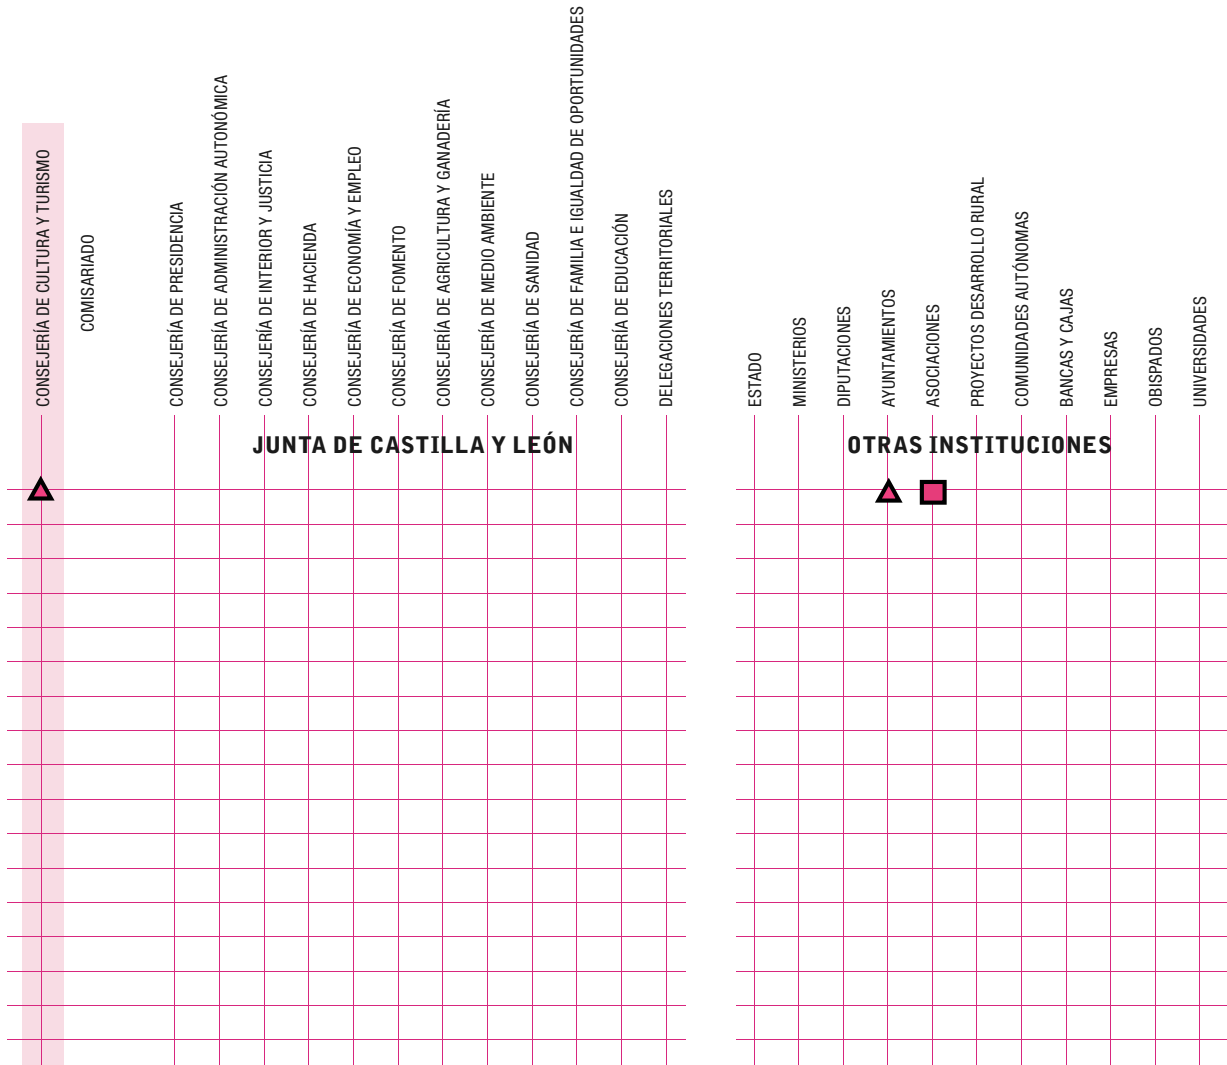 CONSEJERÍA DE CULTURA Y TURISMO
COMISARIADO
CONSEJERÍA DE PRESIDENCIA
CONSEJERÍA DE ADMINISTRACIÓN AUTONÓMICA
CONSEJERÍA DE INTERIOR Y JUSTICIA
CONSEJERÍA DE HACIENDA
CONSEJERÍA DE ECONOMÍA Y EMPLEO
CONSEJERÍA DE FOMENTO
CONSEJERÍA DE AGRICULTURA Y GANADERÍA
CONSEJERÍA DE MEDIO AMBIENTE
CONSEJERÍA DE SANIDAD
CONSEJERÍA DE FAMILIA E IGUALDAD DE OPORTUNIDADES
CONSEJERÍA DE EDUCACIÓN
DELEGACIONES TERRITORIALES
ESTADO
MINISTERIOS
DIPUTACIONES
AYUNTAMIENTOS
ASOCIACIONES
PROYECTOS DESARROLLO RURAL
COMUNIDADES AUTÓNOMAS
BANCAS Y CAJAS
EMPRESAS
OBISPADOS
UNIVERSIDADES
JUNTA DE CASTILLA Y LEÓN
OTRAS INSTITUCIONES